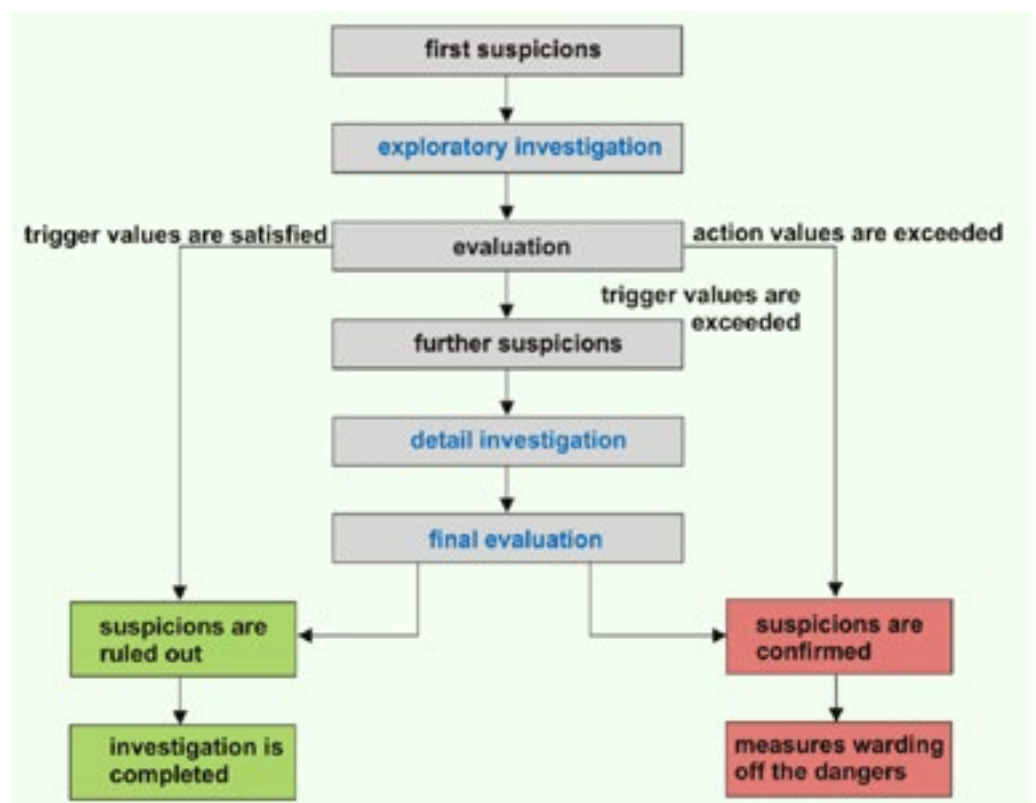 first suspicions
exploratory investigation
trigger values are satisfied
evaluation
action values are exceeded
trigger values are
exceeded
further suspicions
detail investigation
final evaluation
suspicions are
ruled out
suspicions are
confirmed
investigation is
completed
measures warding
off the dangers